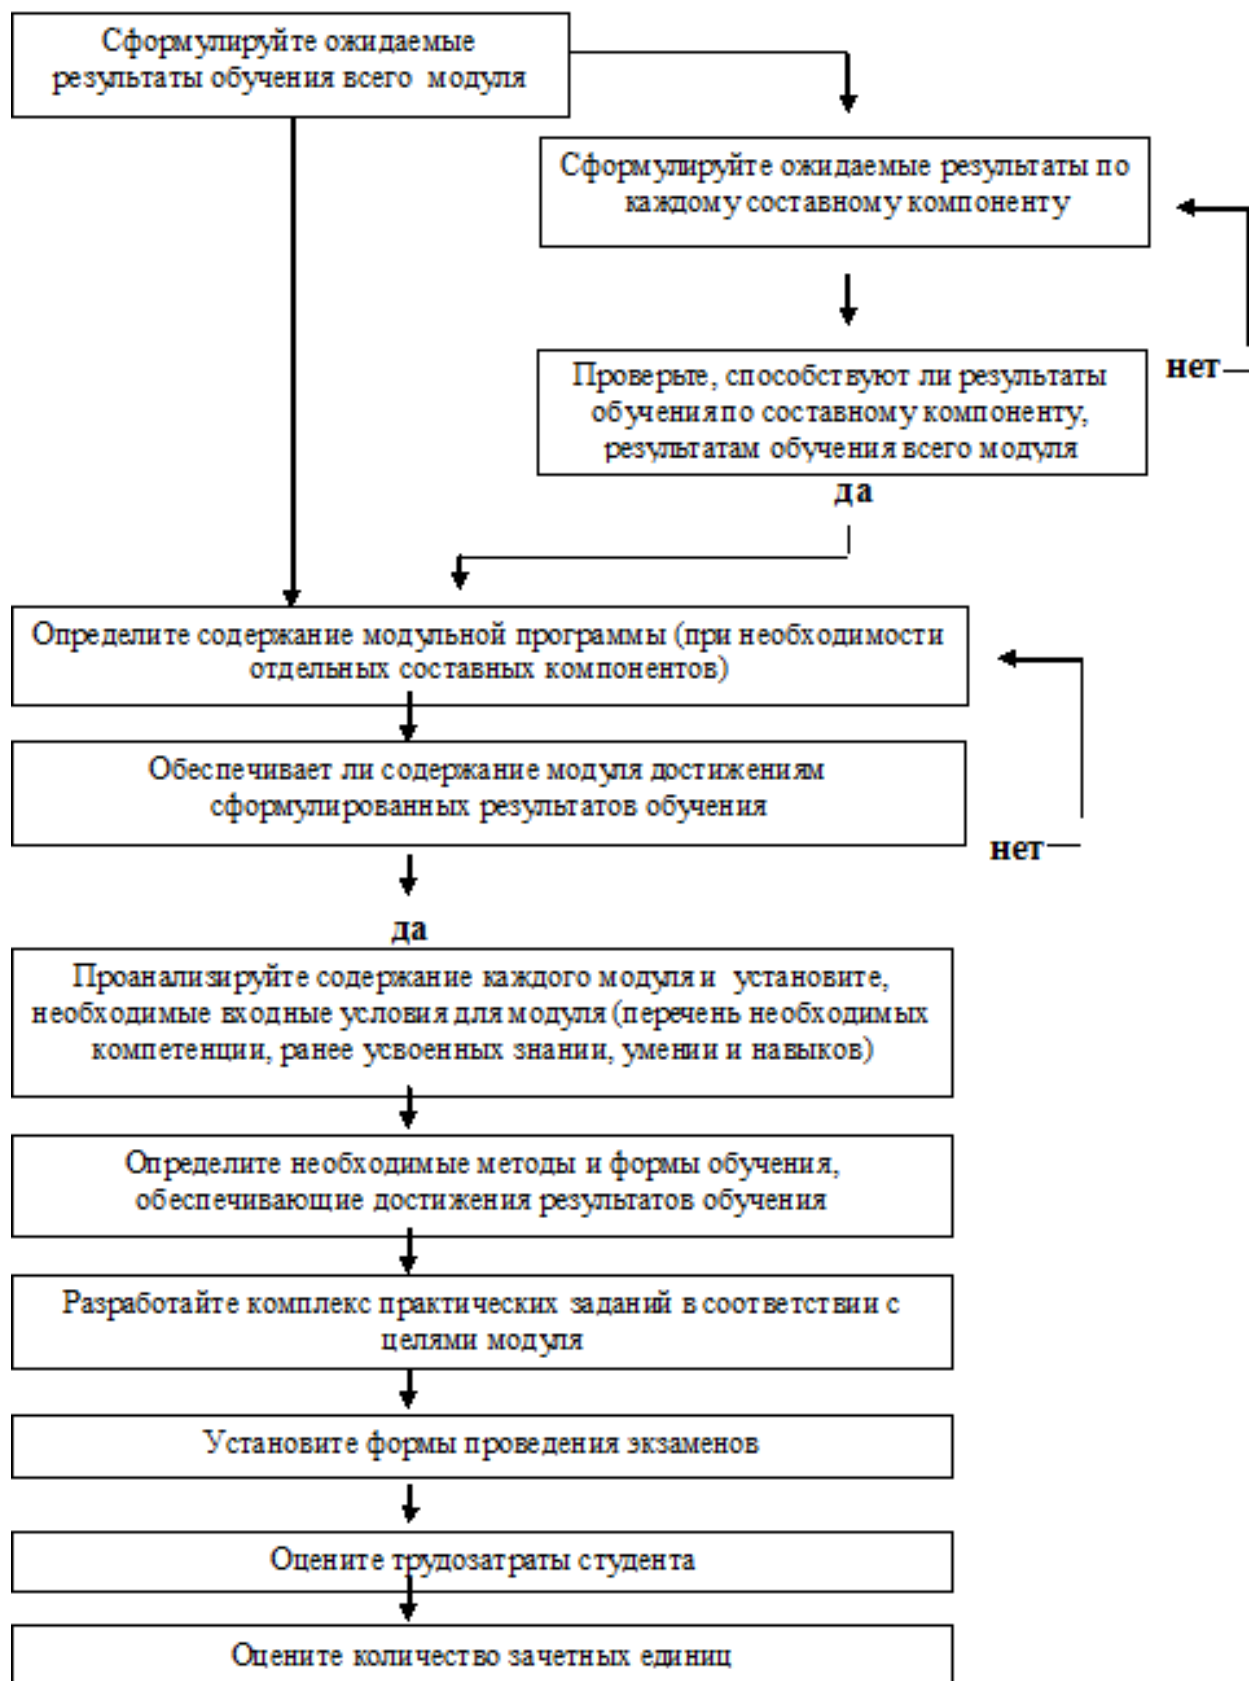 Сформулируйте ожидаемые
результаты обучения всего модуля
Сформулируйте ожидаемые результаты по
каждому составному компоненту
Проверьте, способствуют ли результаты
обучения по составному компоненту,
результатам обучения всего модуля
нет
да
Определите содержание модульной программы (при необходимости
отдельных составных компонентов)
Обеспечивает ли содержание модуля достижениям
сформулированных результатов обучения
нет
да
Проанализируйте содержание каждого модуля и установите,
необходимые входные условия для модуля (перечень необходимых
компетенции, ранее усвоенных знании, умении и навыков)
Определите необходимые методы и формы обучения,
обеспечивающие достижения результатов обучения
Разработайте комплекс практических заданий в соответствии с
целями модуля
Установите формы проведения экзаменов
Оцените трудозатраты студента
Оцените количество зачетных единиц